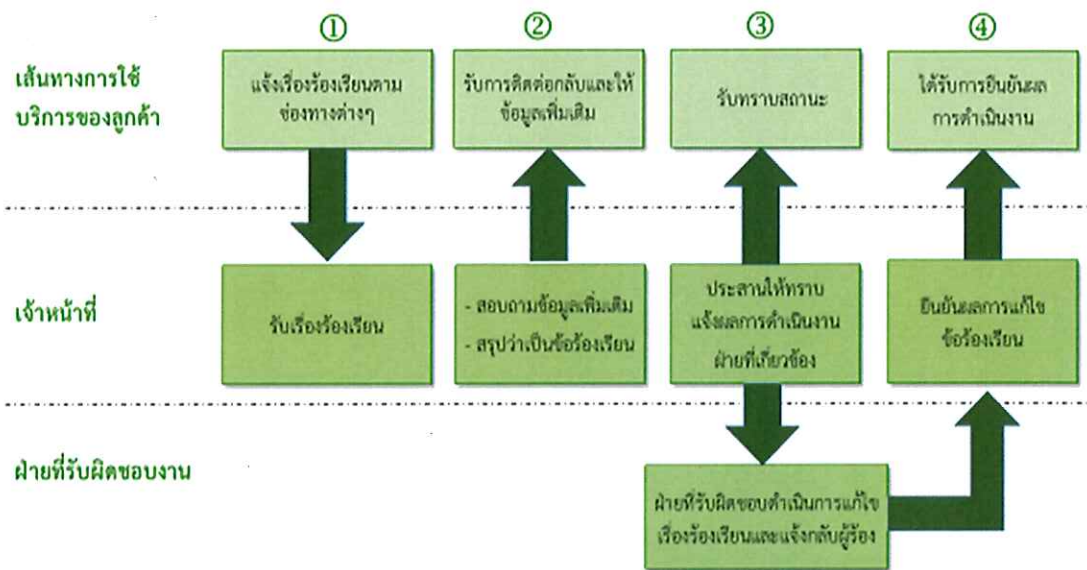 ① ② ③ ④
เส้นทางการใช้
บริการของลูกค้า
แจ้งเรื่องร้องเรียนตาม
ช่องทางต่างๆ
รับการติดต่อกลับและให้
ข้อมูลเพิ่มเติม
รับทราบสถานะ
ได้รับการยืนยันผล
การดำเนินงาน
เจ้าหน้าที่
รับเรื่องร้องเรียน
- สอบถามข้อมูลเพิ่มเติม
- สรุปว่าเป็นข้อร้องเรียน
ประสานให้ทราบ
แจ้งผลการดำเนินงาน
ฝ่ายที่เกี่ยวข้อง
ยืนยันผลการแก้ไข
ข้อร้องเรียน
ฝ่ายที่รับผิดชอบงาน
ฝ่ายที่รับผิดชอบดำเนินการแก้ไข
เรื่องร้องเรียนและแจ้งกลับผู้ร้อง